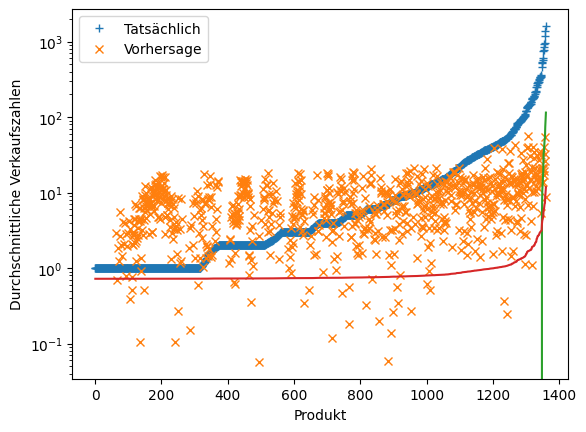 Durchschnittliche Verkaufszahlen
10³
10²
10¹
10⁰
10⁻¹
Tatsächlich
Vorhersage
0 200 400 600 800 1000 1200 1400
Produkt